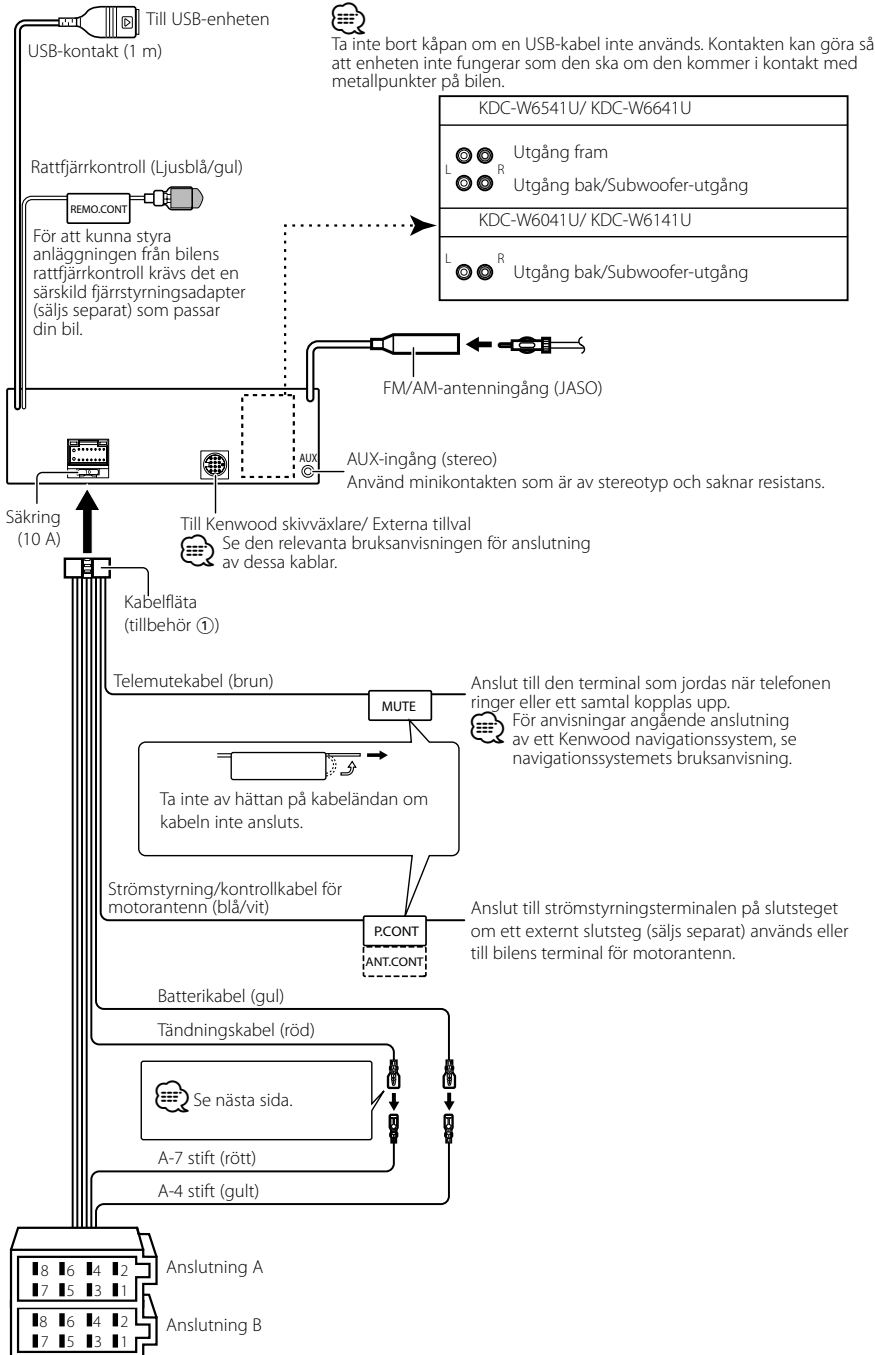 Till USB-enheten
USB-kontakt (1 m)
Ta inte bort kåpan om en USB-kabel inte används. Kontakten kan göra så
att enheten inte fungerar som den ska om den kommer i kontakt med
metallpunkter på bilen.
KDC-W6541U/ KDC-W6641U
Utgång fram
L
R
Utgång bak/Subwoofer-utgång
KDC-W6041U/ KDC-W6141U
L
R
Utgång bak/Subwoofer-utgång
Rattfjärrkontroll (Ljusblå/gul)
REMO.CONT
För att kunna styra
anläggningen från bilens
rattfjärrkontroll krävs det en
särskild fjärrstyrningsadapter
(säljs separat) som passar
din bil.
FM/AM-antenningång (JASO)
AUX
AUX-ingång (stereo)
Använd minikontakten som är av stereotyp och saknar resistans.
Säkring
(10 A)
Till Kenwood skivväxlare/ Externa tillval
Se den relevanta bruksanvisningen för anslutning
av dessa kablar.
Kabelfläta
(tillbehör ①)
Telemutekabel (brun)
MUTE
Anslut till den terminal som jordas när telefonen
ringer eller ett samtal kopplas upp.
För anvisningar angående anslutning
av ett Kenwood navigationssystem, se
navigationssystemets bruksanvisning.
Ta inte av hättan på kabeländan om
kabeln inte ansluts.
Strömstyrning/kontrollkabel för
motorantenn (blå/vit)
P.CONT
ANT.CONT
Anslut till strömstyrningsterminalen på slutsteget
om ett externt slutsteg (säljs separat) används eller
till bilens terminal för motorantenn.
Batterikabel (gul)
Tändningskabel (röd)
Se nästa sida.
A-7 stift (rött)
A-4 stift (gult)
8 6 4 2
7 5 3 1
Anslutning A
8 6 4 2
7 5 3 1
Anslutning B